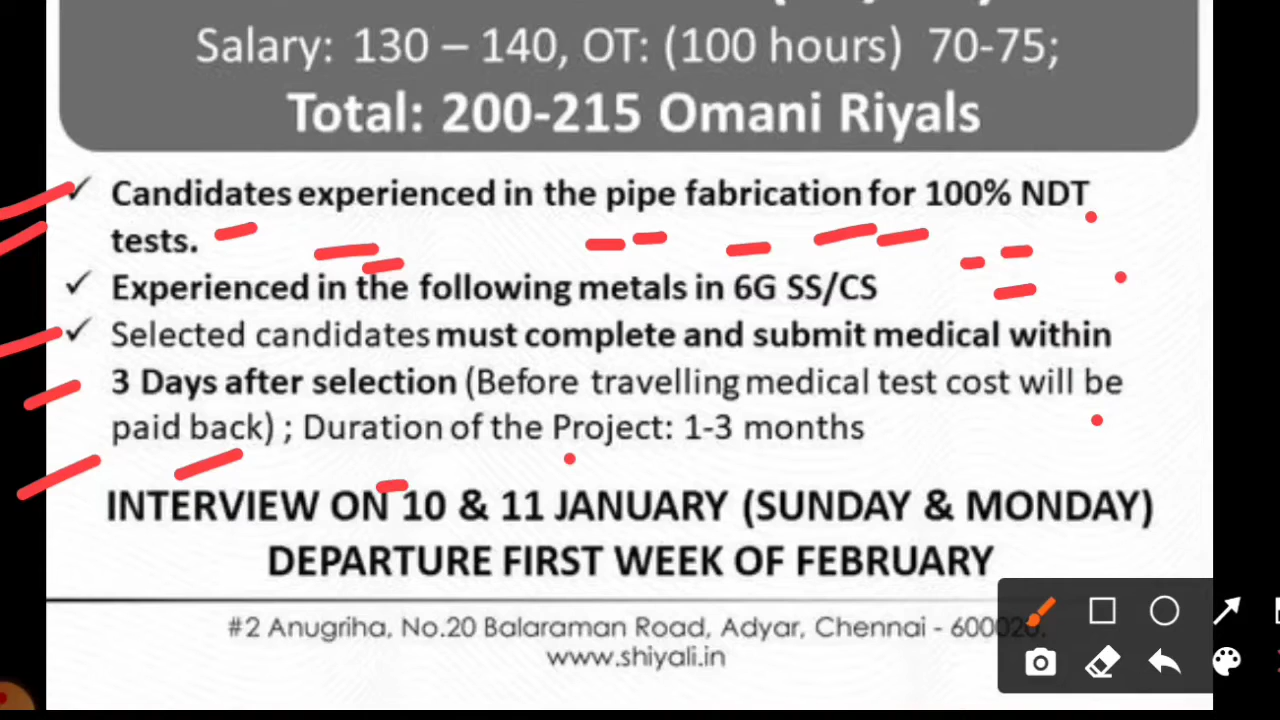 Salary: 130 – 140, OT: (100 hours) 70-75;
Total: 200-215 Omani Riyals
✓ Candidates experienced in the pipe fabrication for 100% NDT
tests.
✓ Experienced in the following metals in 6G SS/CS
✓ Selected candidates must complete and submit medical within
3 Days after selection (Before travelling medical test cost will be
paid back) ; Duration of the Project: 1-3 months
INTERVIEW ON 10 & 11 JANUARY (SUNDAY & MONDAY)
DEPARTURE FIRST WEEK OF FEBRUARY
#2 Anugriha, No.20 Balaraman Road, Adyar, Chennai - 600020.
www.shiyali.in